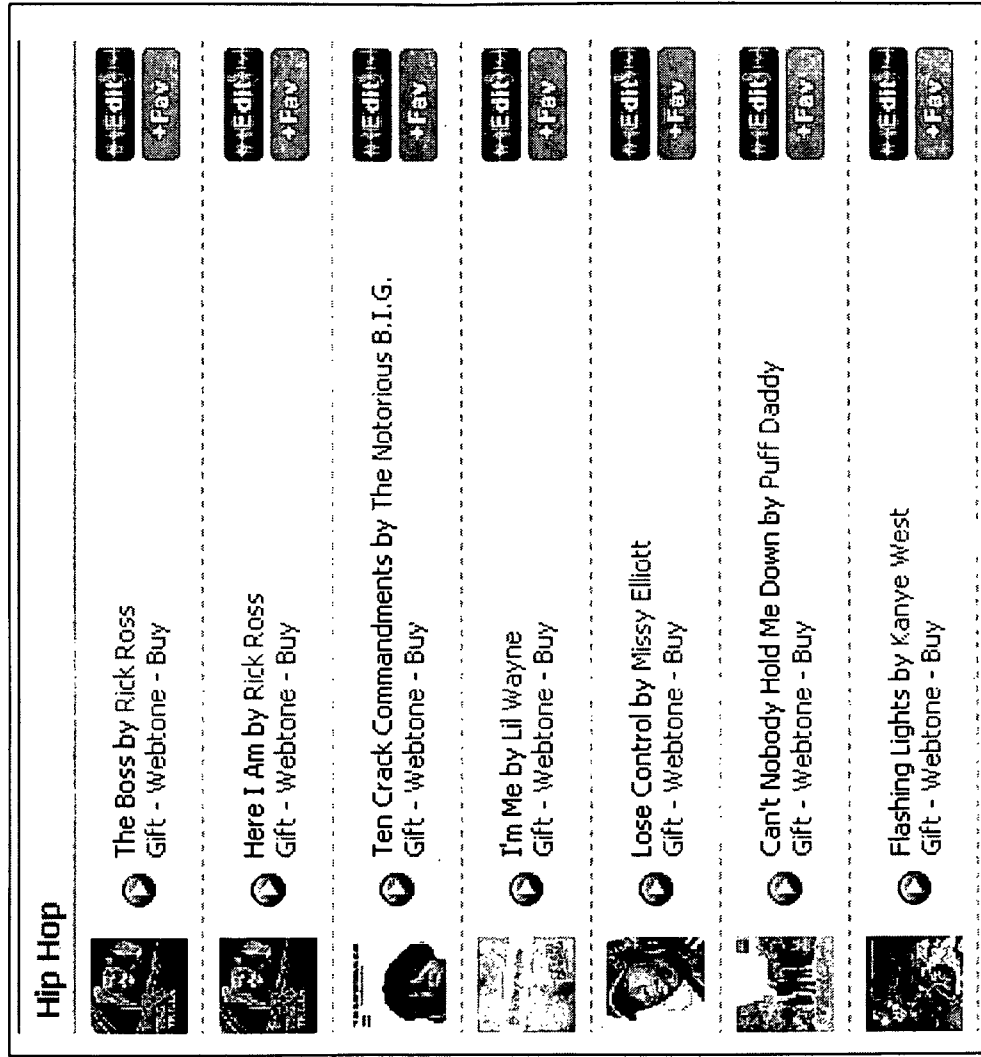 Hip Hop
The Boss by Rick Ross
Gift - Webtone - Buy
Edit
+Fav
Here I Am by Rick Ross
Gift - Webtone - Buy
Edit
+Fav
Ten Crack Commandments by The Notorious B.I.G.
Gift - Webtone - Buy
Edit
+Fav
I'm Me by Lil Wayne
Gift - Webtone - Buy
Edit
+Fav
Lose Control by Missy Elliott
Gift - Webtone - Buy
Edit
+Fav
Can't Nobody Hold Me Down by Puff Daddy
Gift - Webtone - Buy
Edit
+Fav
Flashing Lights by Kanye West
Gift - Webtone - Buy
Edit
+Fav